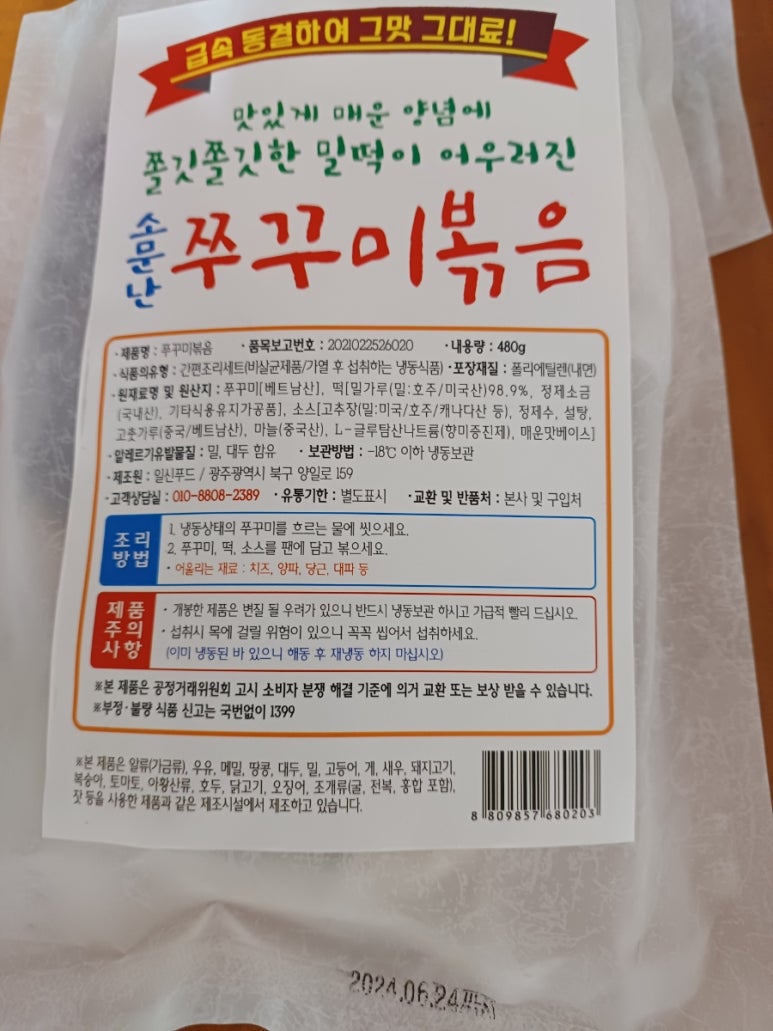 급속 동결하여 그맛 그대로!
맛있게 매운 양념에
쫄깃쫄깃한 밀떡이 어우러진
소문난 쭈꾸미볶음
·제품명 : 쭈꾸미볶음 ·품목보고번호 : 2021022526020 ·내용량 : 480g
·식품의유형 : 간편조리세트(비살균제품/가열 후 섭취하는 냉동식품) ·포장재질 : 폴리에틸렌(내면)
·원재료명 및 원산지 : 쭈꾸미[베트남산], 떡[밀가루(밀:호주/미국산)98.9%, 정제소금
(국내산), 기타식용유지가공품], 소스[고추장(밀:미국/호주/캐나다산 등), 정제수, 설탕,
고춧가루(중국/베트남산), 마늘(중국산), L-글루탐산나트륨(향미증진제), 매운맛베이스]
·알레르기유발물질 : 밀, 대두 함유 ·보관방법 : -18℃ 이하 냉동보관
·제조원 : 일신푸드 / 광주광역시 북구 양일로 159
·고객상담실 : 010-8808-2389 ·유통기한 : 별도표시 ·교환 및 반품처 : 본사 및 구입처
조리방법
1. 냉동상태의 쭈꾸미를 흐르는 물에 씻으세요.
2. 쭈꾸미, 떡, 소스를 팬에 담고 볶으세요.
·어울리는 재료 : 치즈, 양파, 당근, 대파 등
제품주의사항
·개봉한 제품은 변질 될 우려가 있으니 반드시 냉동보관 하시고 가급적 빨리 드십시오.
·섭취시 목에 걸릴 위험이 있으니 꼭꼭 씹어서 섭취하세요.
(이미 냉동된 바 있으니 해동 후 재냉동 하지 마십시오)
※본 제품은 공정거래위원회 고시 소비자 분쟁 해결 기준에 의거 교환 또는 보상 받을 수 있습니다.
※부정·불량 식품 신고는 국번없이 1399
※본 제품은 알류(가금류), 우유, 메밀, 땅콩, 대두, 밀, 고등어, 게, 새우, 돼지고기,
복숭아, 토마토, 아황산류, 호두, 닭고기, 오징어, 조개류(굴, 전복, 홍합 포함),
잣 등을 사용한 제품과 같은 제조시설에서 제조하고 있습니다.
8 809857 680203
2024.06.24까지